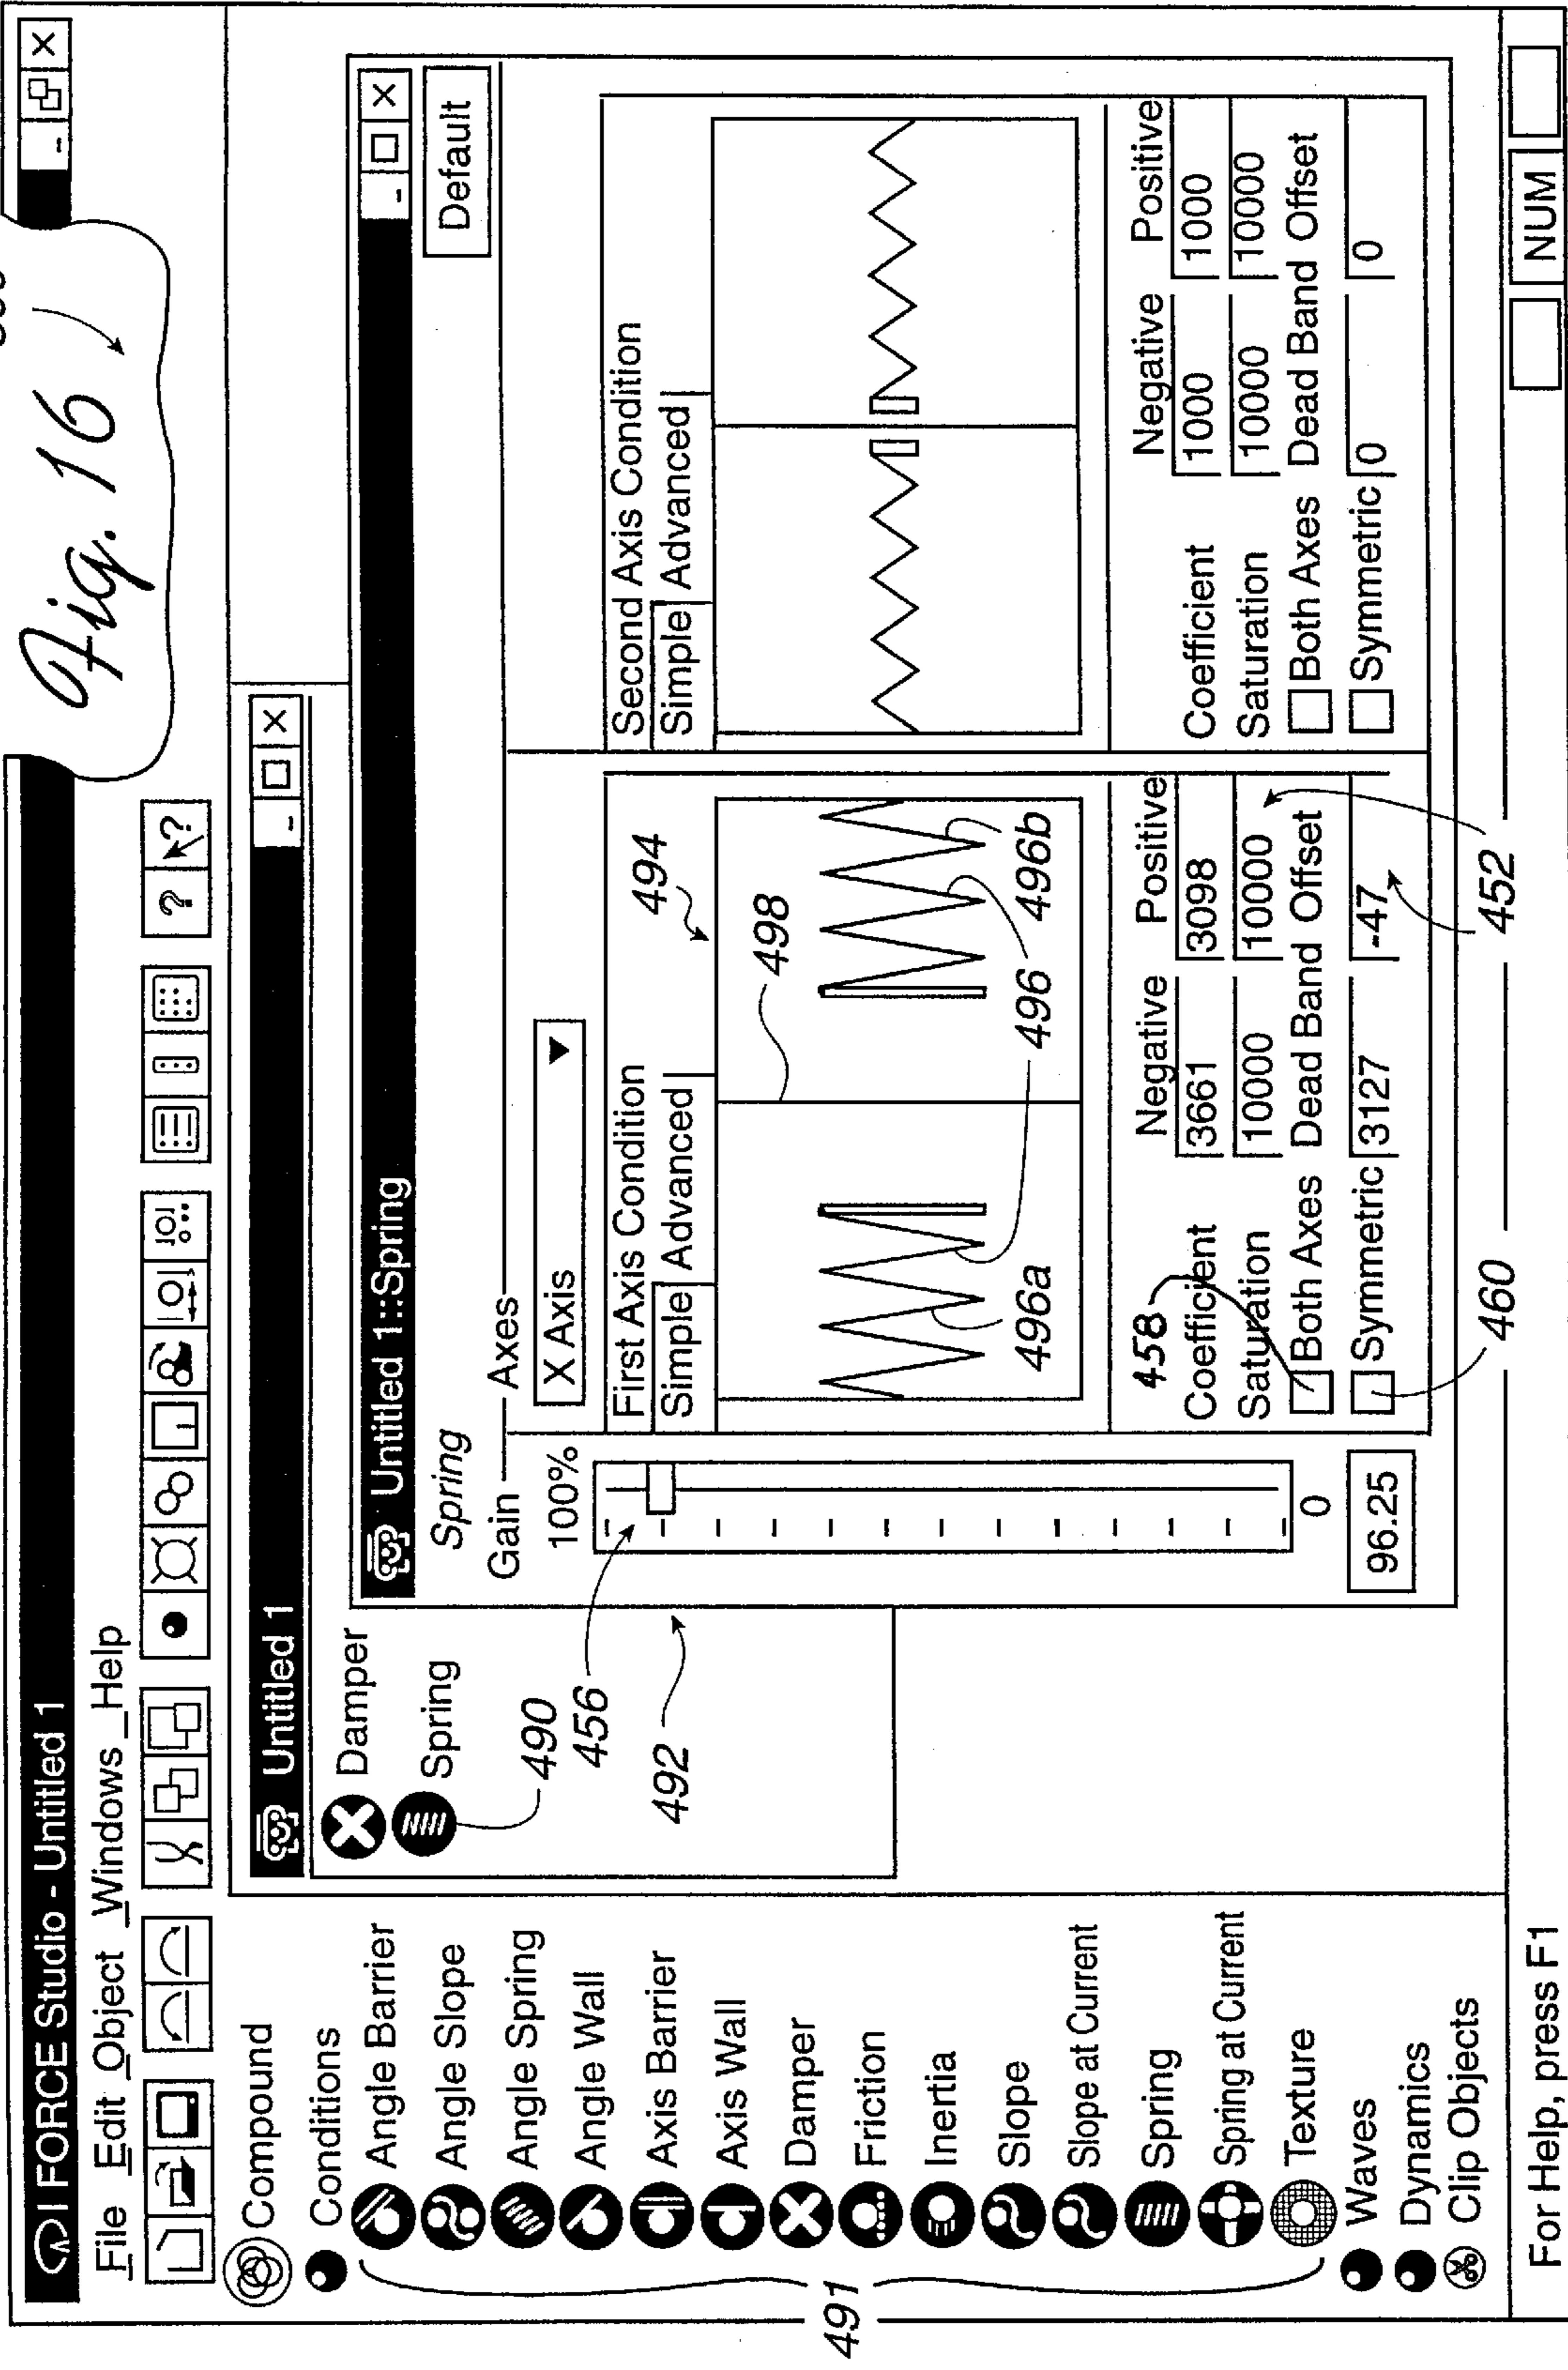 Fig. 16
I FORCE Studio - Untitled 1
File Edit Object Windows Help
? ?
Compound
Conditions
Angle Barrier
Angle Slope
Angle Spring
Angle Wall
Axis Barrier
Axis Wall
Damper
Friction
Inertia
Slope
Slope at Current
Spring
Spring at Current
Texture
Waves
Dynamics
Clip Objects
491
Untitled 1
Damper
Spring
490
456
492
Untitled 1::Spring
Spring
Default
Gain
100%
0
96.25
Axes
X Axis
First Axis Condition
Simple Advanced
494
498
496a
496
496b
458
Negative Positive
Coefficient 3661 3098
Saturation 10000 10000
Both Axes Dead Band Offset
Symmetric 3127 -47
460
452
Second Axis Condition
Simple Advanced
Negative Positive
Coefficient 1000 1000
Saturation 10000 10000
Both Axes Dead Band Offset
Symmetric 0 0
For Help, press F1
NUM